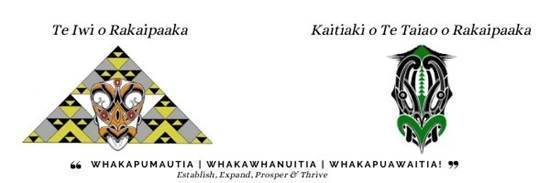 Te Iwi o Rakaipaaka
Kaitiaki o Te Taiao o Rakaipaaka
❝ WHAKAPUMAUTIA | WHAKAWHANUITIA | WHAKAPUAWAITIA! ❞
Establish, Expand, Prosper & Thrive